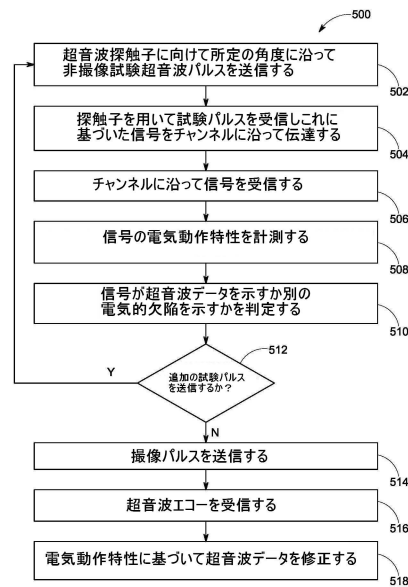 500
超音波探触子に向けて所定の角度に沿って
非撮像試験超音波パルスを送信する
502
探触子を用いて試験パルスを受信しこれに
基づいた信号をチャンネルに沿って伝達する
504
チャンネルに沿って信号を受信する
506
信号の電気動作特性を計測する
508
信号が超音波データを示すか別の
電気的欠陥を示すかを判定する
510
512
追加の試験パルス
を送信するか？
Y
N
撮像パルスを送信する
514
超音波エコーを受信する
516
電気動作特性に基づいて超音波データを修正する
518